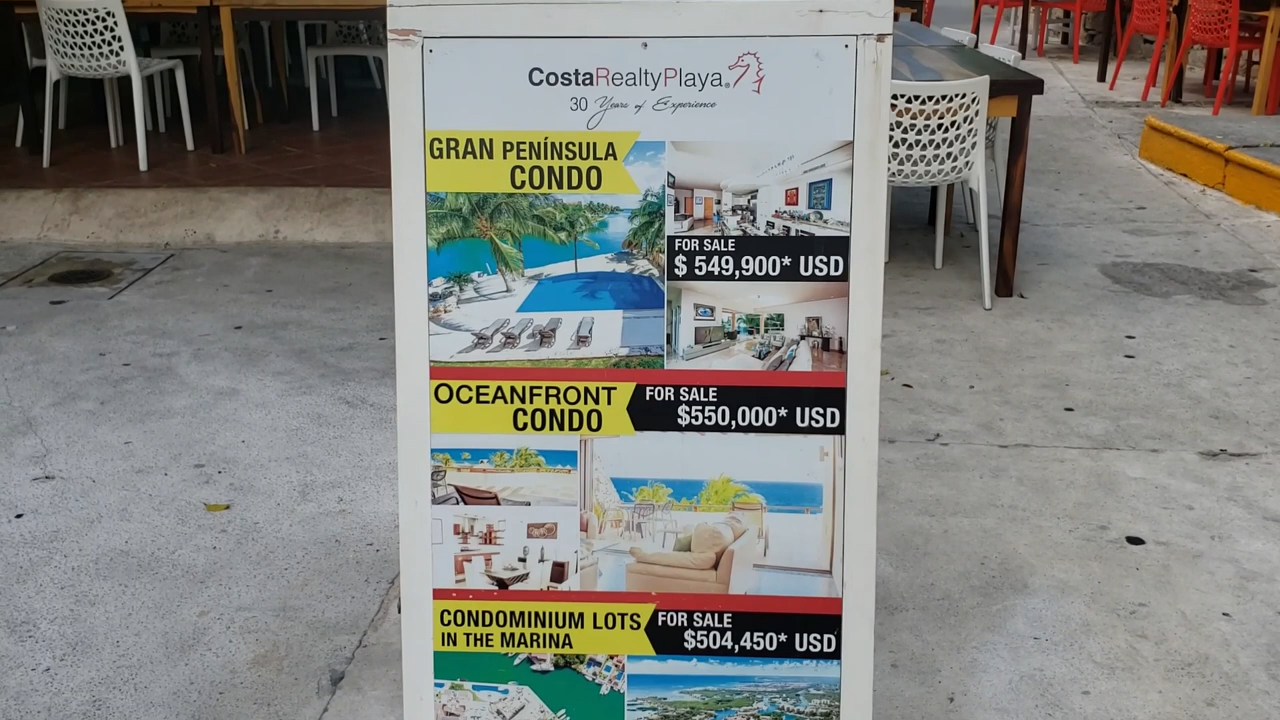 CostaRealtyPlaya®
30 Years of Experience
GRAN PENÍNSULA
CONDO
FOR SALE
$ 549,900* USD
OCEANFRONT
CONDO
FOR SALE
$550,000* USD
CONDOMINIUM LOTS
IN THE MARINA
FOR SALE
$504,450* USD